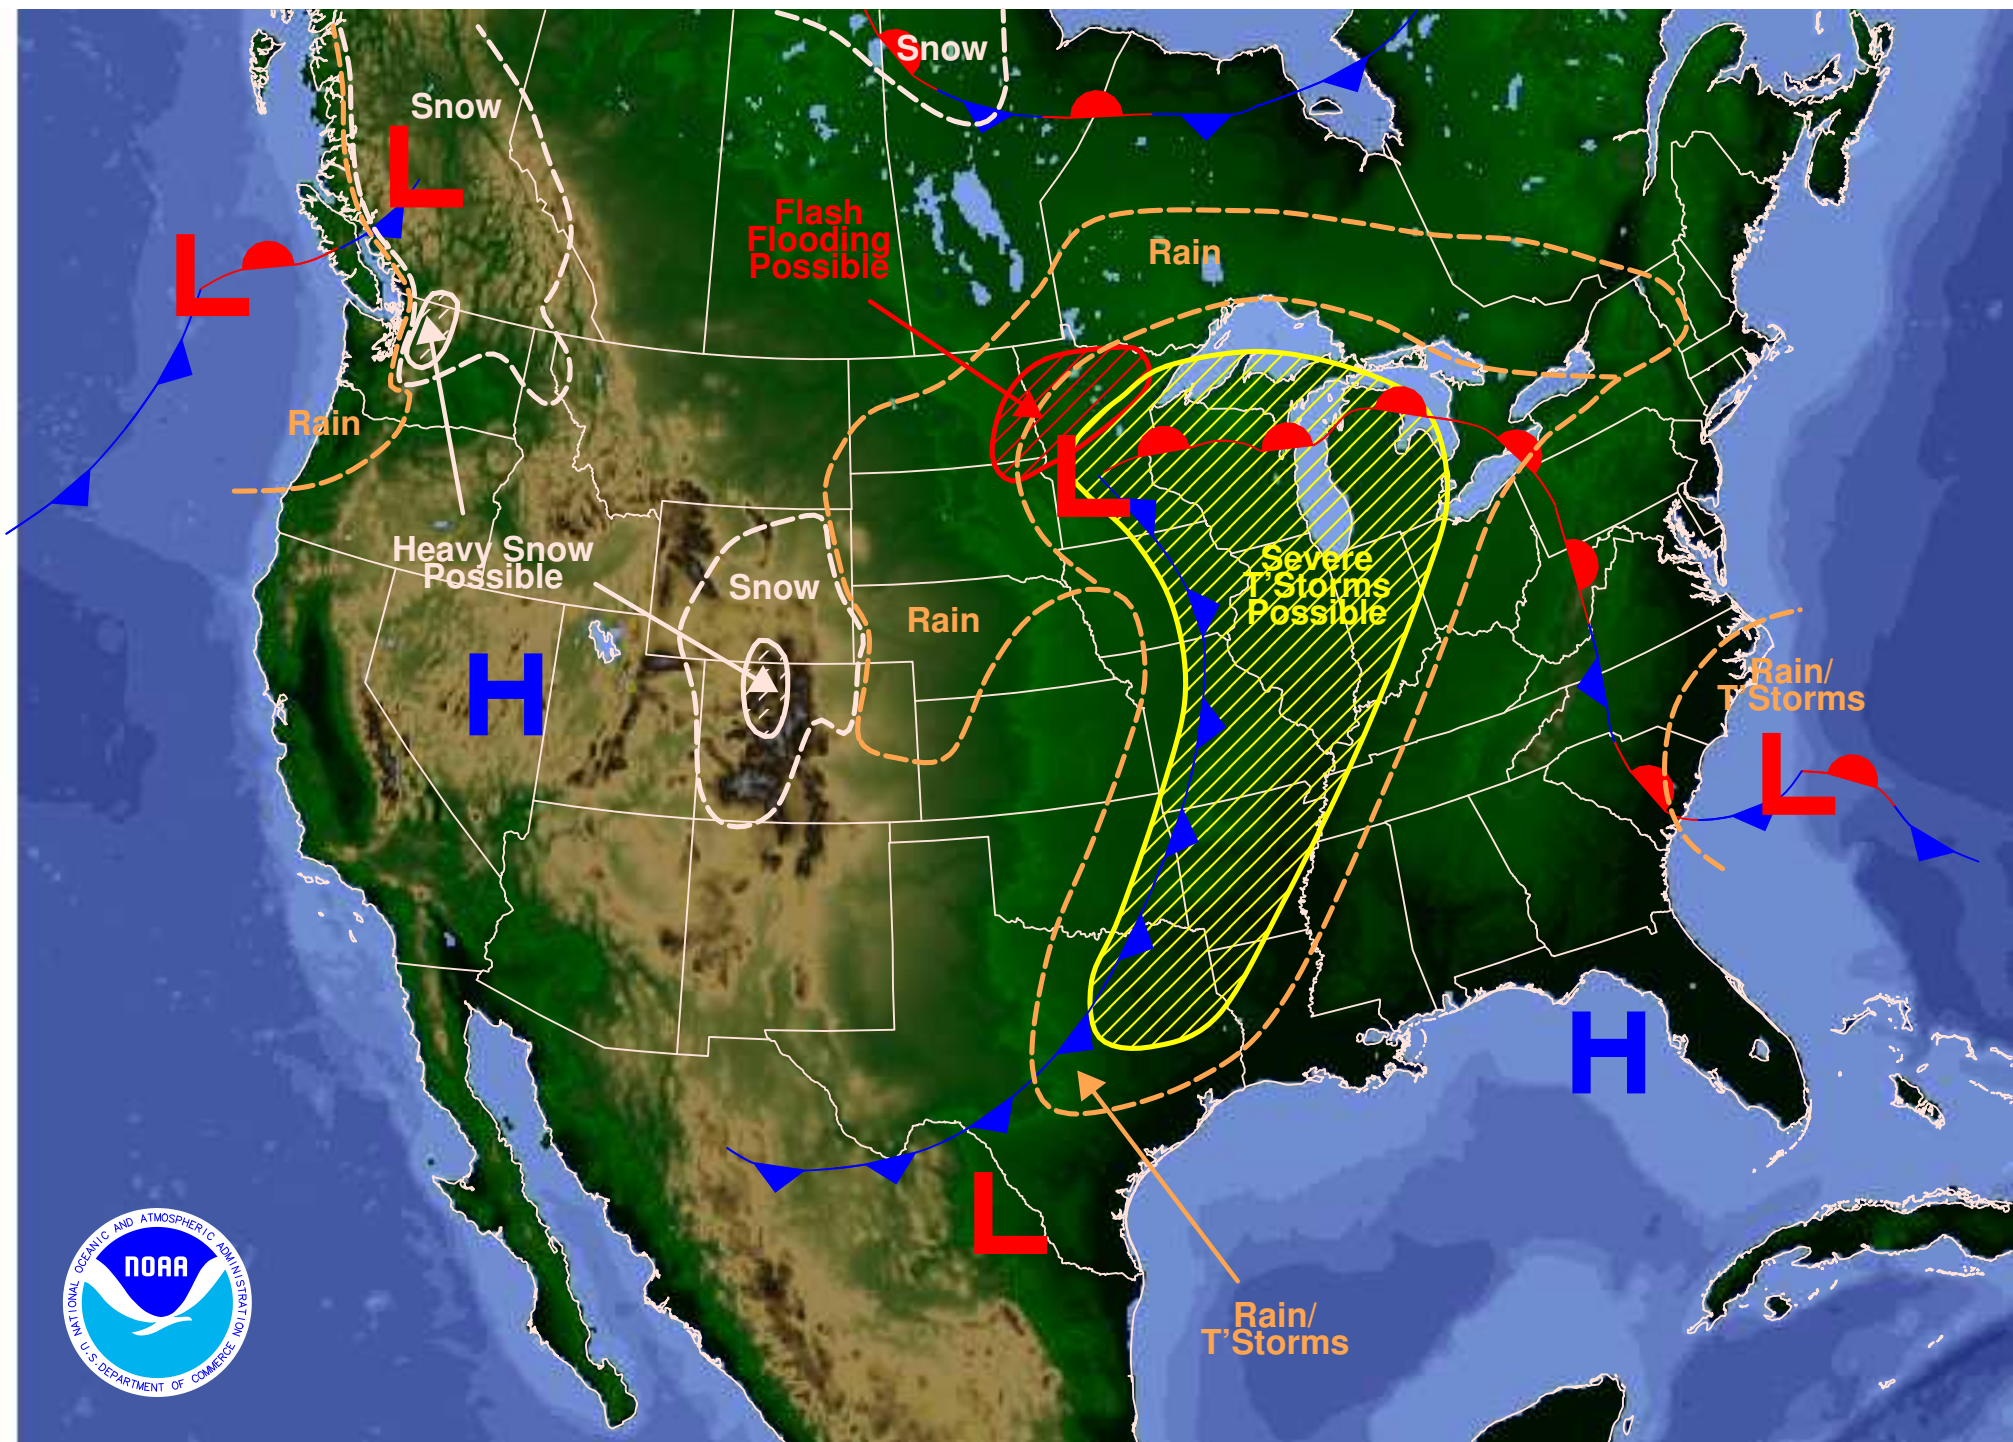 Snow
Snow
L
Flash
Flooding
Possible
Rain
L
Rain
L
Heavy Snow
Possible
Snow
Severe
T'Storms
Possible
Rain
H
Rain/
T'Storms
L
H
L
NATIONAL OCEANIC AND ATMOSPHERIC ADMINISTRATION
NOAA
U.S. DEPARTMENT OF COMMERCE
Rain/
T'Storms